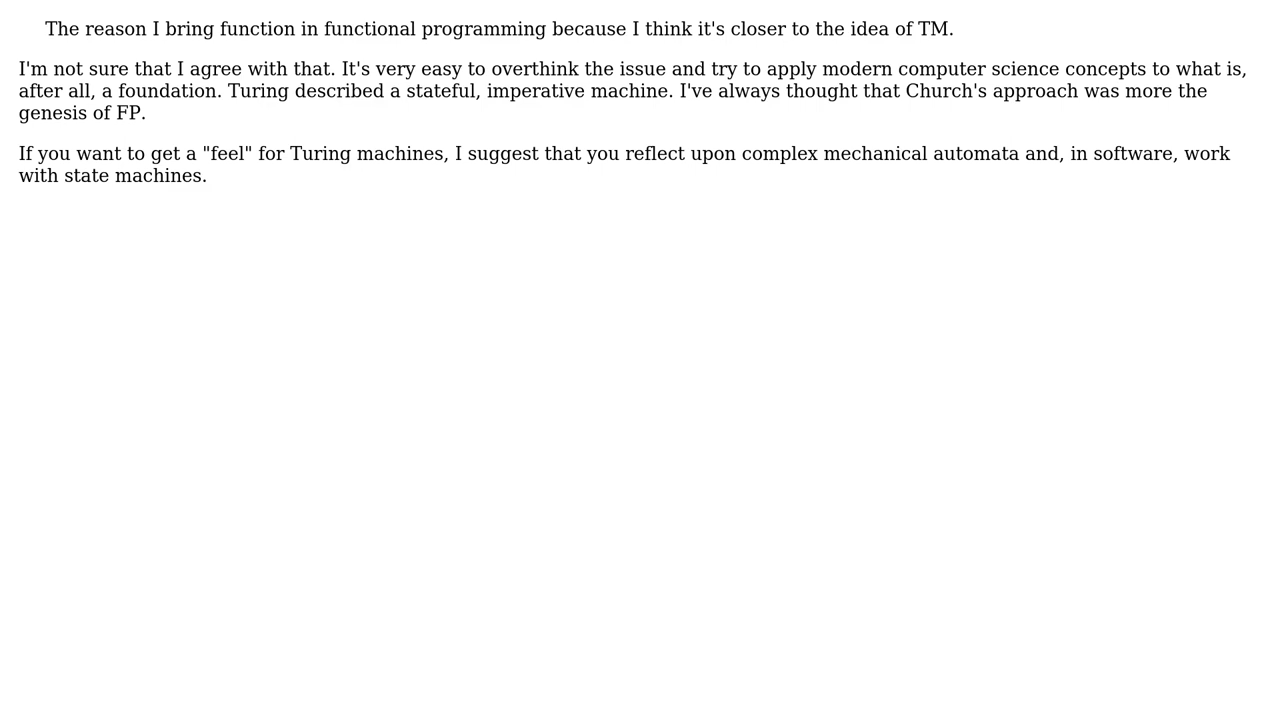 The reason I bring function in functional programming because I think it's closer to the idea of TM.
I'm not sure that I agree with that. It's very easy to overthink the issue and try to apply modern computer science concepts to what is,
after all, a foundation. Turing described a stateful, imperative machine. I've always thought that Church's approach was more the
genesis of FP.
If you want to get a "feel" for Turing machines, I suggest that you reflect upon complex mechanical automata and, in software, work
with state machines.